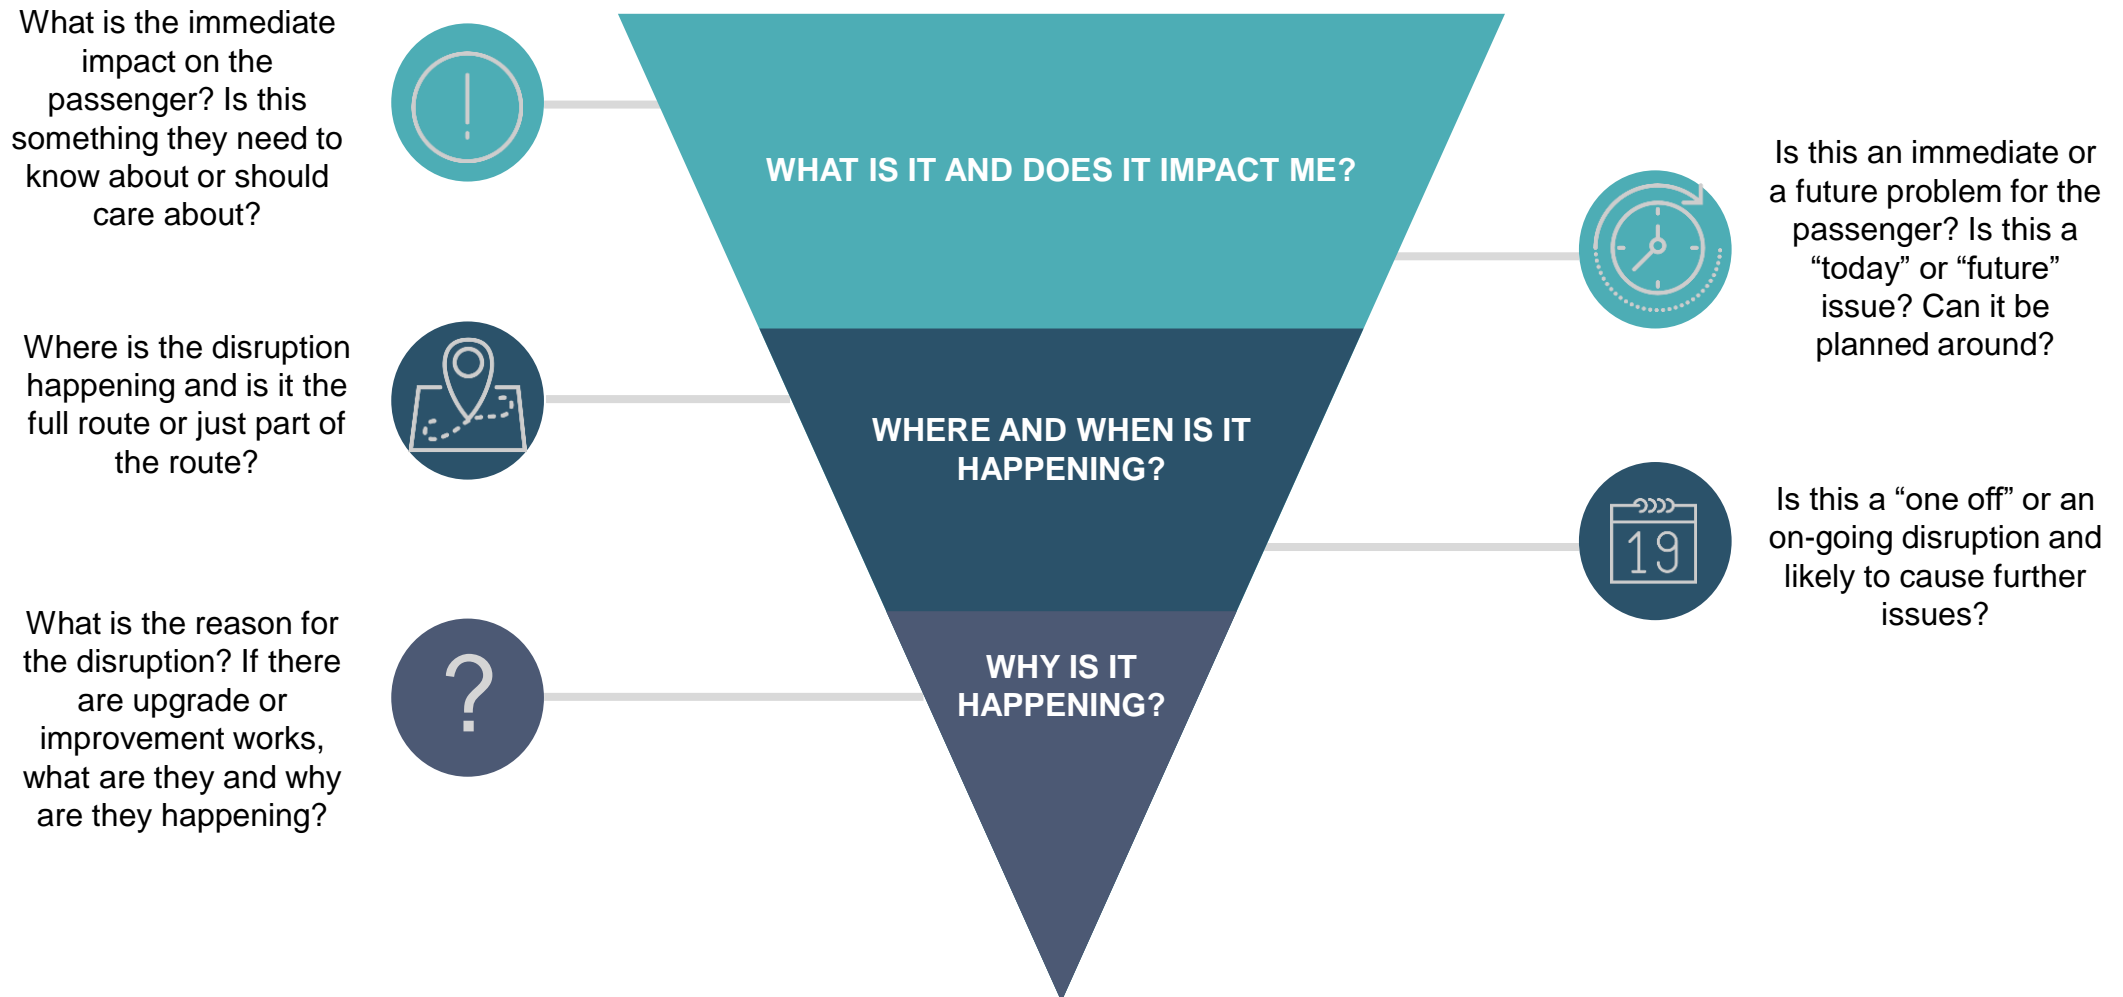 What is the immediate
impact on the
passenger? Is this
something they need to
know about or should
care about?
WHAT IS IT AND DOES IT IMPACT ME?
Is this an immediate or
a future problem for the
passenger? Is this a
“today” or “future”
issue? Can it be
planned around?
Where is the disruption
happening and is it the
full route or just part of
the route?
WHERE AND WHEN IS IT
HAPPENING?
19
Is this a “one off” or an
on-going disruption and
likely to cause further
issues?
What is the reason for
the disruption? If there
are upgrade or
improvement works,
what are they and why
are they happening?
?
WHY IS IT
HAPPENING?